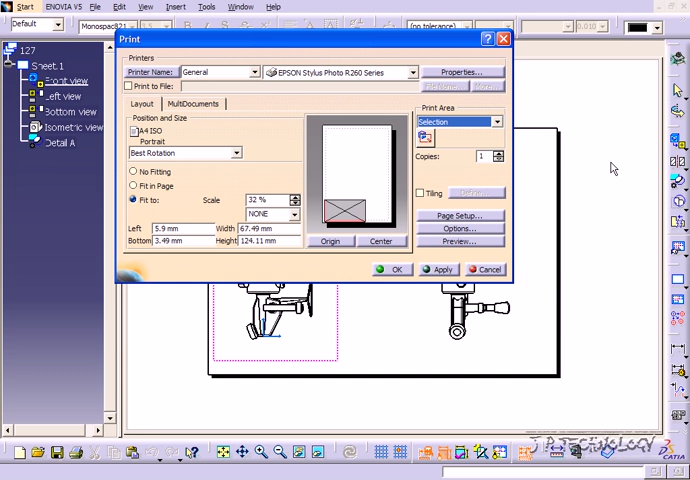 Start ENOVIA V5 File Edit View Insert Tools Window Help
Default Monospac821 1.5 (no tolerance) 0.010
127
Sheet.1
Front view
Left view
Bottom view
Isometric view
Detail A
Print
Printers
Printer Name: General EPSON Stylus Photo R260 Series Properties...
Print to File: File Name... More...
Layout MultiDocuments
Position and Size
A4 ISO
Portrait
Best Rotation
No Fitting
Fit in Page
Fit to: Scale 32 %
NONE
Left 5.9 mm Width 67.49 mm
Bottom 3.49 mm Height 124.11 mm
Origin Center
Print Area
Selection
Copies: 1
Tiling Define...
Page Setup...
Options...
Preview...
OK Apply Cancel
J.P. TECHNOLOGY
CATIA